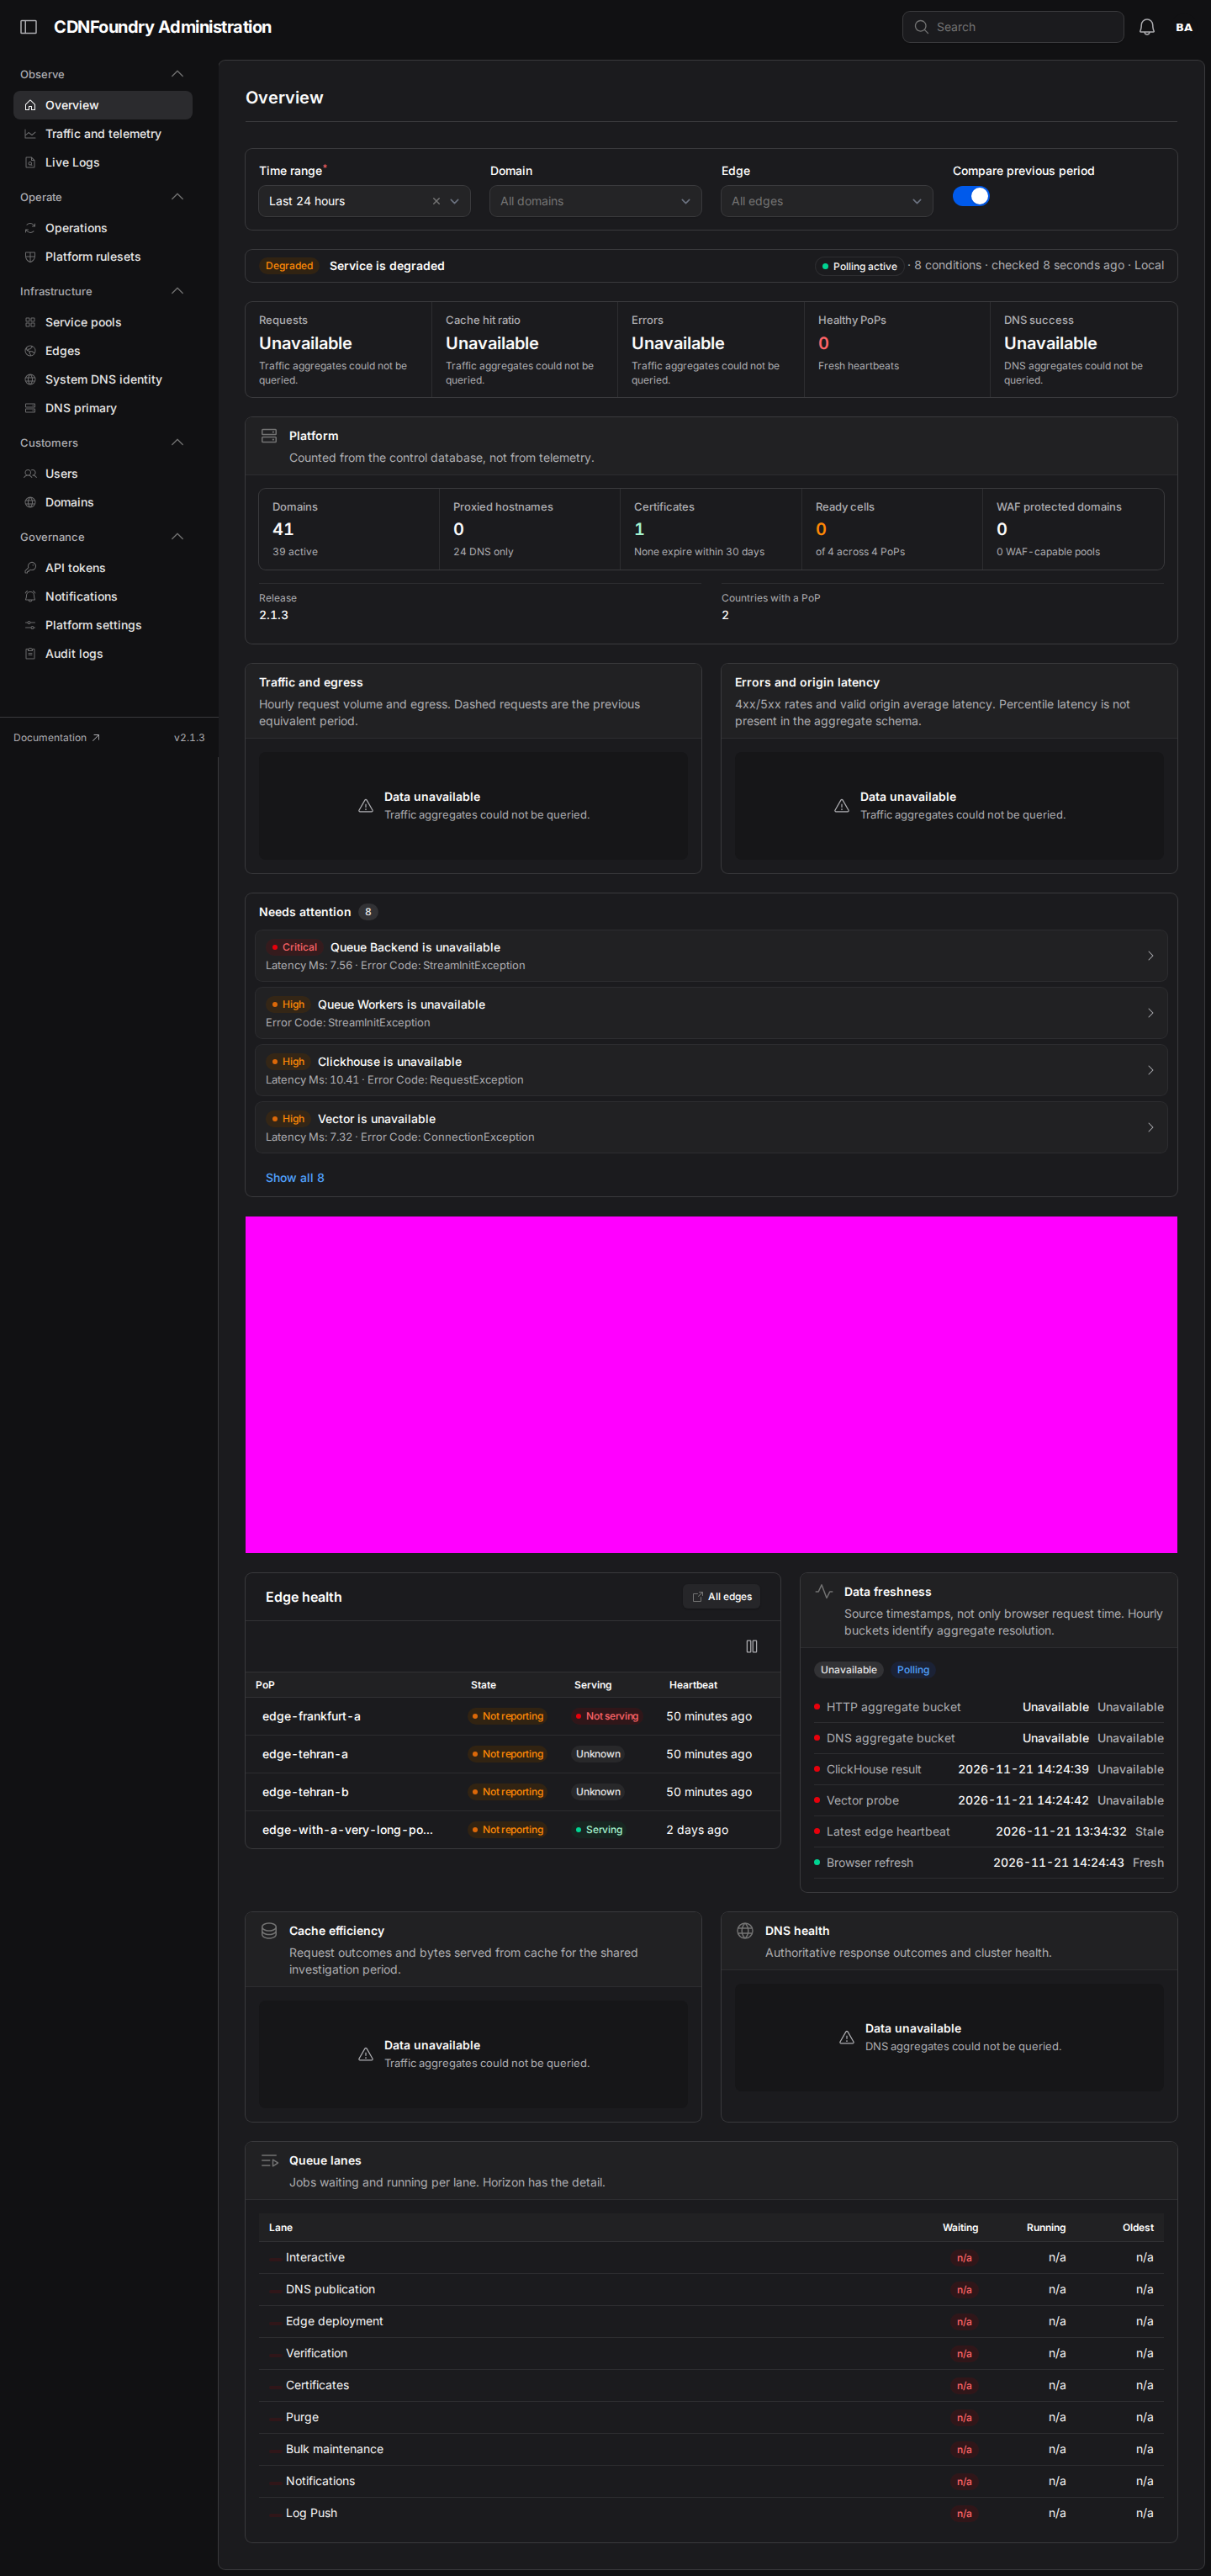 CDNFoundry Administration
Search
BA
Observe
Overview
Traffic and telemetry
Live Logs
Operate
Operations
Platform rulesets
Infrastructure
Service pools
Edges
System DNS identity
DNS primary
Customers
Users
Domains
Governance
API tokens
Notifications
Platform settings
Audit logs
Documentation
v2.1.3
Overview
Time range*
Domain
Edge
Compare previous period
Last 24 hours
All domains
All edges
Degraded Service is degraded
Polling active · 8 conditions · checked 8 seconds ago · Local
Requests
Unavailable
Traffic aggregates could not be
queried.
Cache hit ratio
Unavailable
Traffic aggregates could not be
queried.
Errors
Unavailable
Traffic aggregates could not be
queried.
Healthy PoPs
0
Fresh heartbeats
DNS success
Unavailable
DNS aggregates could not be
queried.
Platform
Counted from the control database, not from telemetry.
Domains
41
39 active
Proxied hostnames
0
24 DNS only
Certificates
1
None expire within 30 days
Ready cells
0
of 4 across 4 PoPs
WAF protected domains
0
0 WAF-capable pools
Release
2.1.3
Countries with a PoP
2
Traffic and egress
Hourly request volume and egress. Dashed requests are the previous
equivalent period.
Data unavailable
Traffic aggregates could not be queried.
Errors and origin latency
4xx/5xx rates and valid origin average latency. Percentile latency is not
present in the aggregate schema.
Data unavailable
Traffic aggregates could not be queried.
Needs attention 8
Critical Queue Backend is unavailable
Latency Ms: 7.56 · Error Code: StreamInitException
High Queue Workers is unavailable
Error Code: StreamInitException
High Clickhouse is unavailable
Latency Ms: 10.41 · Error Code: RequestException
High Vector is unavailable
Latency Ms: 7.32 · Error Code: ConnectionException
Show all 8
Edge health
All edges
PoP State Serving Heartbeat
edge-frankfurt-a Not reporting Not serving 50 minutes ago
edge-tehran-a Not reporting Unknown 50 minutes ago
edge-tehran-b Not reporting Unknown 50 minutes ago
edge-with-a-very-long-po... Not reporting Serving 2 days ago
Data freshness
Source timestamps, not only browser request time. Hourly
buckets identify aggregate resolution.
Unavailable Polling
HTTP aggregate bucket Unavailable Unavailable
DNS aggregate bucket Unavailable Unavailable
ClickHouse result 2026-11-21 14:24:39 Unavailable
Vector probe 2026-11-21 14:24:42 Unavailable
Latest edge heartbeat 2026-11-21 13:34:32 Stale
Browser refresh 2026-11-21 14:24:43 Fresh
Cache efficiency
Request outcomes and bytes served from cache for the shared
investigation period.
Data unavailable
Traffic aggregates could not be queried.
DNS health
Authoritative response outcomes and cluster health.
Data unavailable
DNS aggregates could not be queried.
Queue lanes
Jobs waiting and running per lane. Horizon has the detail.
Lane Waiting Running Oldest
Interactive n/a n/a n/a
DNS publication n/a n/a n/a
Edge deployment n/a n/a n/a
Verification n/a n/a n/a
Certificates n/a n/a n/a
Purge n/a n/a n/a
Bulk maintenance n/a n/a n/a
Notifications n/a n/a n/a
Log Push n/a n/a n/a